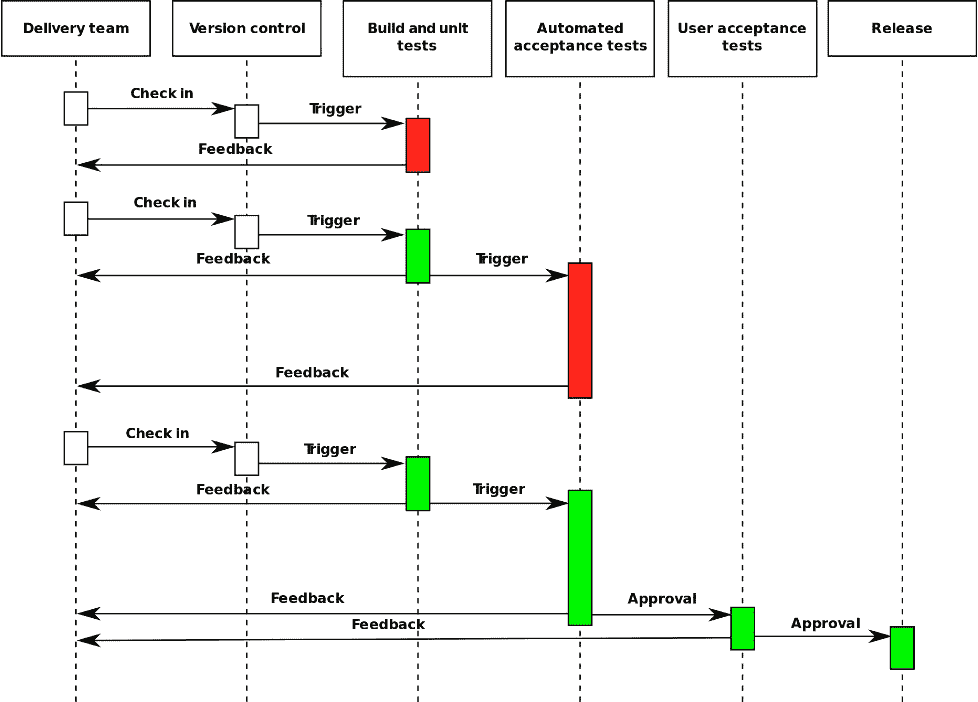 Delivery team
Version control
Build and unit
tests
Automated
acceptance tests
User acceptance
tests
Release
Check in
Trigger
Feedback
Check in
Trigger
Feedback
Trigger
Feedback
Check in
Trigger
Feedback
Trigger
Feedback
Approval
Feedback
Approval